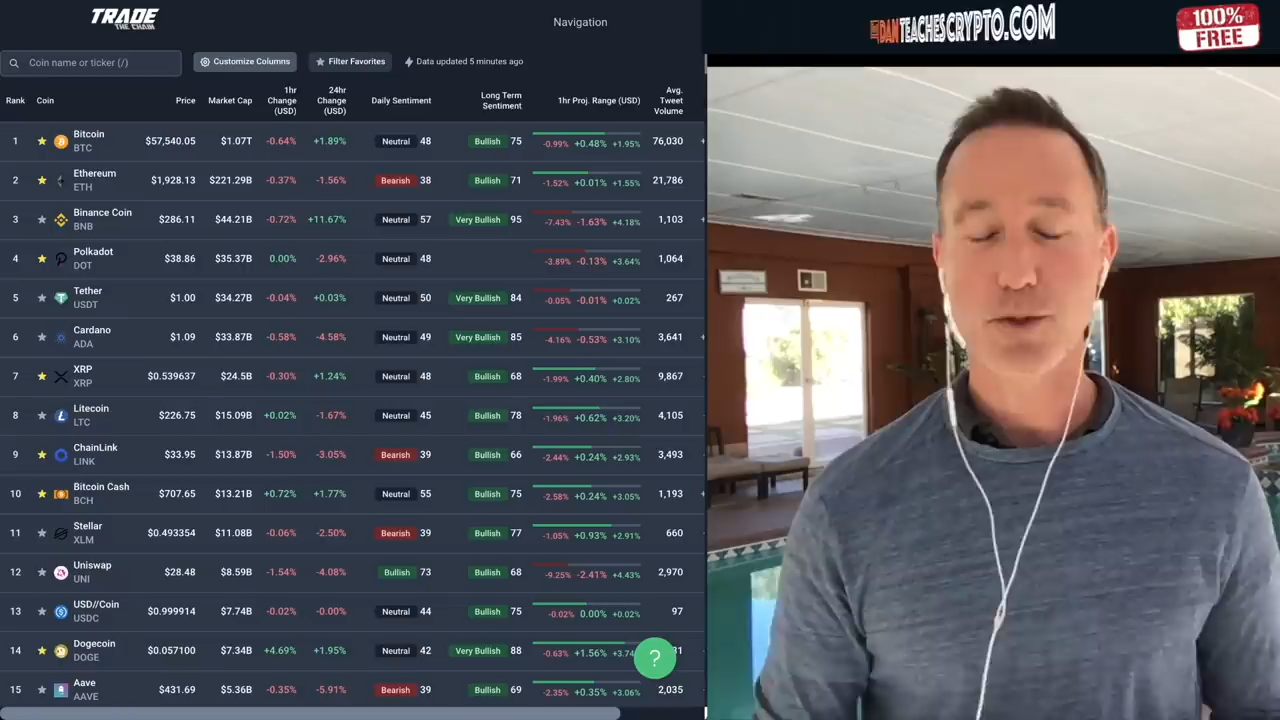 TRADE
THE CHAIN
Navigation
Coin name or ticker (/)
Customize Columns
Filter Favorites
Data updated 5 minutes ago
Rank Coin Price Market Cap 1hr Change (USD) 24hr Change (USD) Daily Sentiment Long Term Sentiment 1hr Proj. Range (USD) Avg. Tweet Volume
1 Bitcoin BTC $57,540.05 $1.07T -0.64% +1.89% Neutral 48 Bullish 75 -0.99% +0.48% +1.95% 76,030
2 Ethereum ETH $1,928.13 $221.29B -0.37% -1.56% Bearish 38 Bullish 71 -1.52% +0.01% +1.55% 21,786
3 Binance Coin BNB $286.11 $44.21B -0.72% +11.67% Neutral 57 Very Bullish 95 -7.43% -1.63% +4.18% 1,103
4 Polkadot DOT $38.86 $35.37B 0.00% -2.96% Neutral 48 -3.89% -0.13% +3.64% 1,064
5 Tether USDT $1.00 $34.27B -0.04% +0.03% Neutral 50 Very Bullish 84 -0.05% -0.01% +0.02% 267
6 Cardano ADA $1.09 $33.87B -0.58% -4.58% Neutral 49 Very Bullish 85 -4.16% -0.53% +3.10% 3,641
7 XRP XRP $0.539637 $24.5B -0.30% +1.24% Neutral 48 Bullish 68 -1.99% +0.40% +2.80% 9,867
8 Litecoin LTC $226.75 $15.09B +0.02% -1.67% Neutral 45 Bullish 78 -1.96% +0.62% +3.20% 4,105
9 ChainLink LINK $33.95 $13.87B -1.50% -3.05% Bearish 39 Bullish 66 -2.44% +0.24% +2.93% 3,493
10 Bitcoin Cash BCH $707.65 $13.21B +0.72% +1.77% Neutral 55 Bullish 75 -2.58% +0.24% +3.05% 1,193
11 Stellar XLM $0.493354 $11.08B -0.06% -2.50% Bearish 39 Bullish 77 -1.05% +0.93% +2.91% 660
12 Uniswap UNI $28.48 $8.59B -1.54% -4.08% Bullish 73 Bullish 68 -9.25% -2.41% +4.43% 2,970
13 USD//Coin USDC $0.999914 $7.74B -0.02% -0.00% Neutral 44 Bullish 75 -0.02% 0.00% +0.02% 97
14 Dogecoin DOGE $0.057100 $7.34B +4.69% +1.95% Neutral 42 Very Bullish 88 -0.63% +1.56%
?
15 Aave AAVE $431.69 $5.36B -0.35% -5.91% Bearish 39 Bullish 69 -2.35% +0.35% +3.06% 2,035
DANTEACHESCRYPTO.COM
100%
FREE